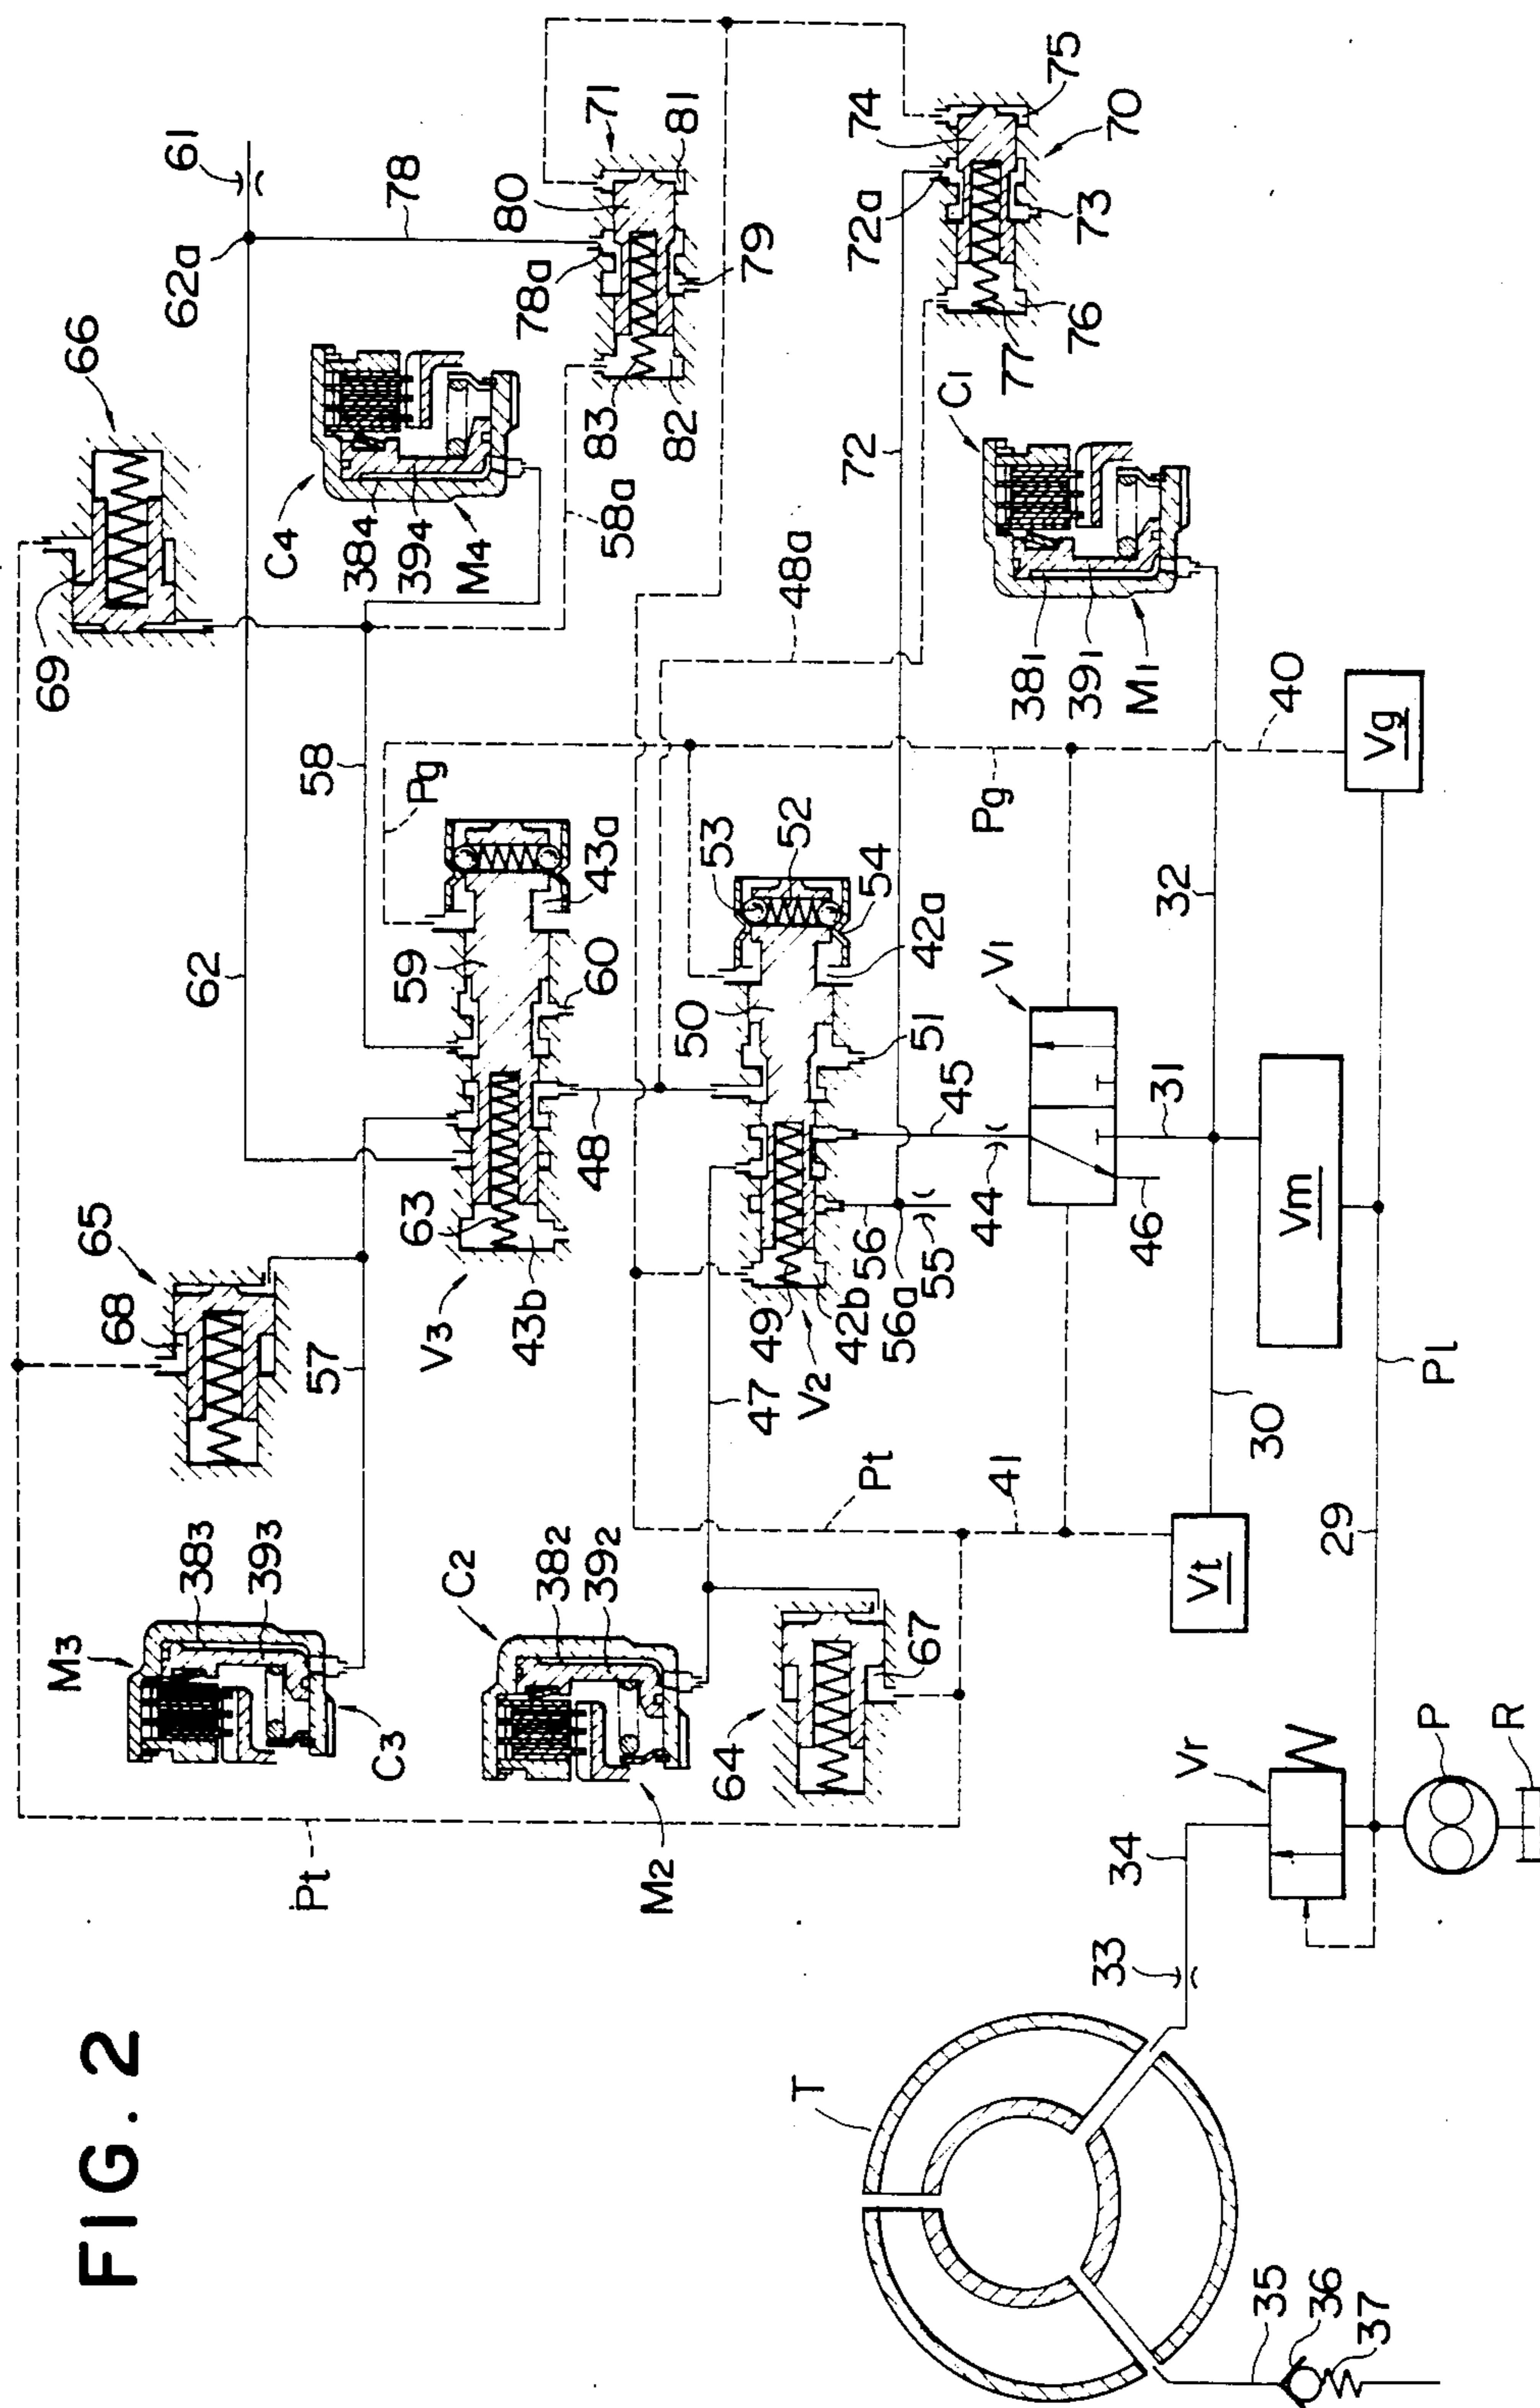 FIG. 2
M3
383
393
C3
Pt
C2
382
392
M2
64
67
65
68
57
V3
43b
63
62
59
60
43a
Pg
58
69
66
C4
384
394
M4
62a
61
78
58a
48a
83
82
78a
80
71
81
79
72
72a
74
75
70
73
76
77
C1
381
391
M1
48
47
V2
49
42b
56
56a
55
50
51
45
44
46
53
52
54
42a
V1
31
Pg
40
Vg
32
Vm
Pt
41
Vt
30
29
Pl
T
33
34
Vr
P
R
35
36
37